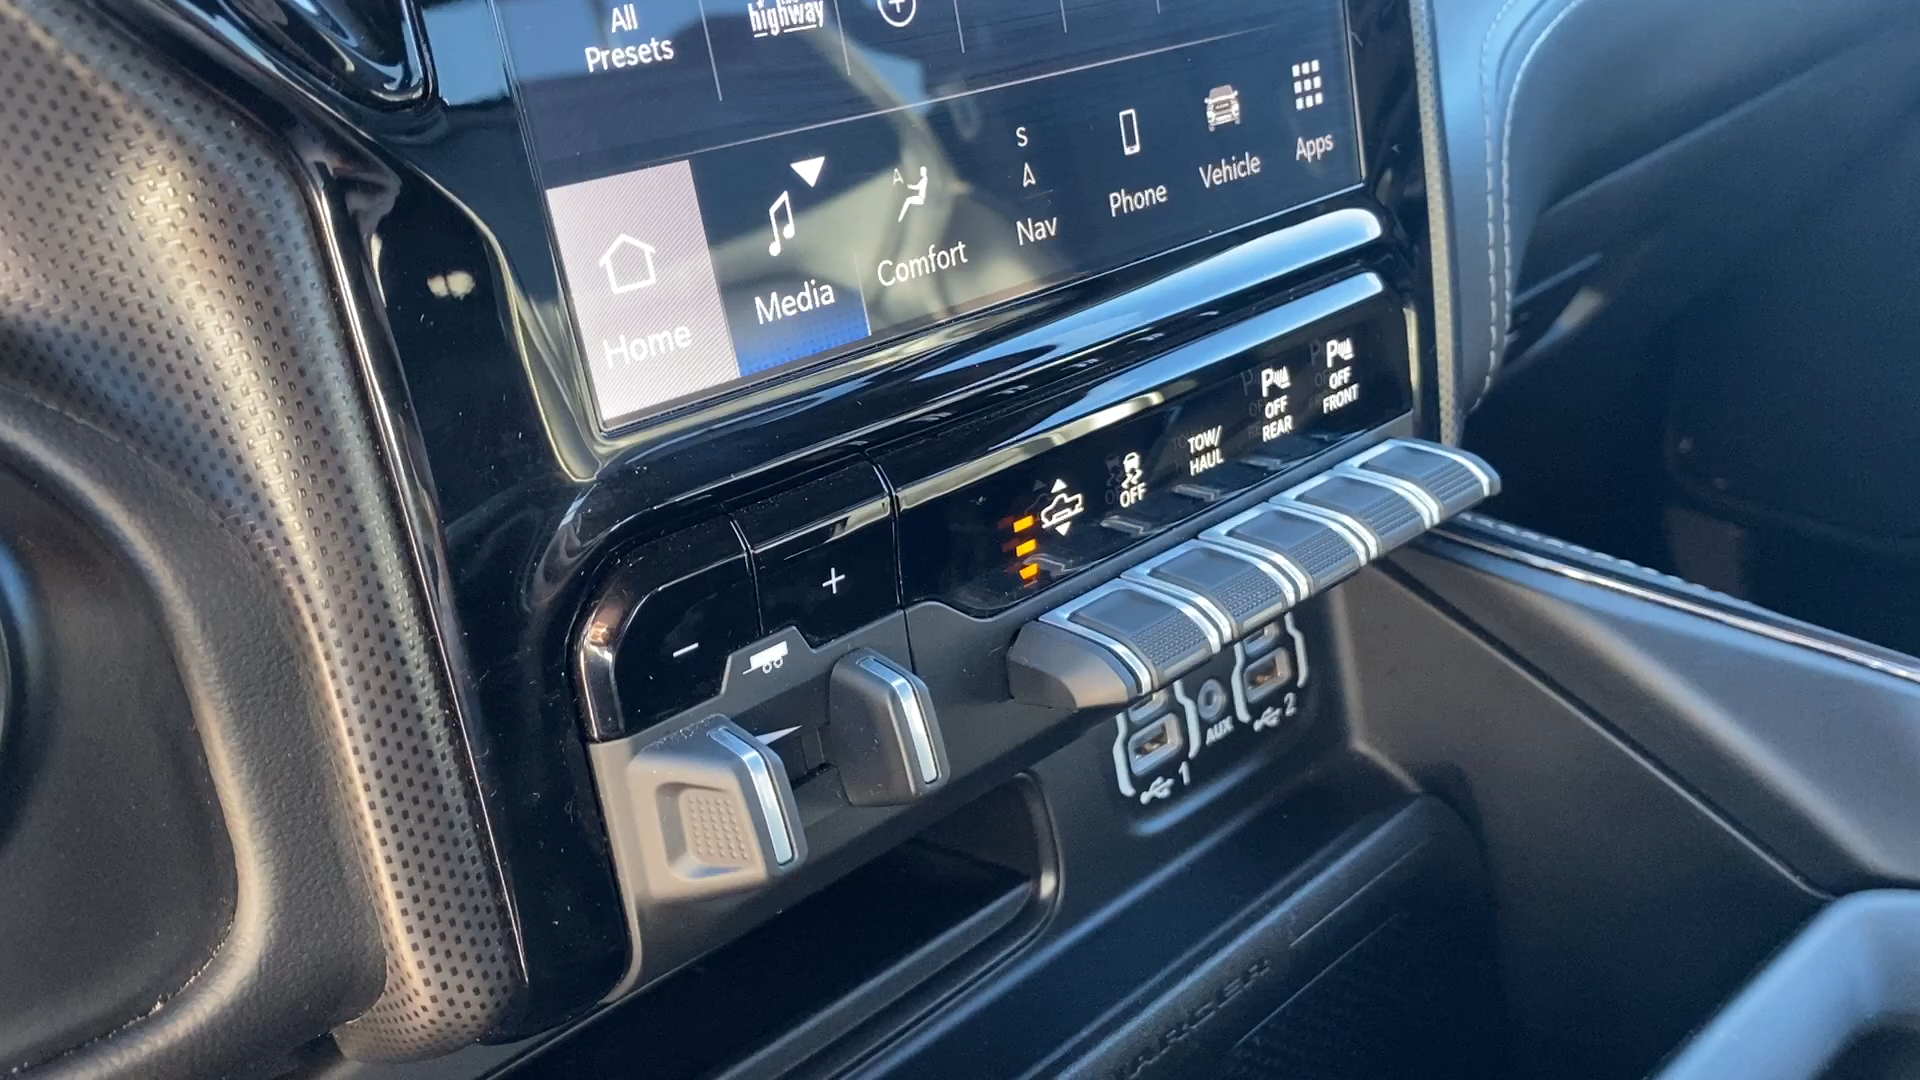 All
Presets
the
highway
Home
Media
A
Comfort
S
Nav
Phone
Vehicle
Apps
- +
OFF
TOW/
HAUL
P
OFF
REAR
P
OFF
FRONT
1
AUX
2